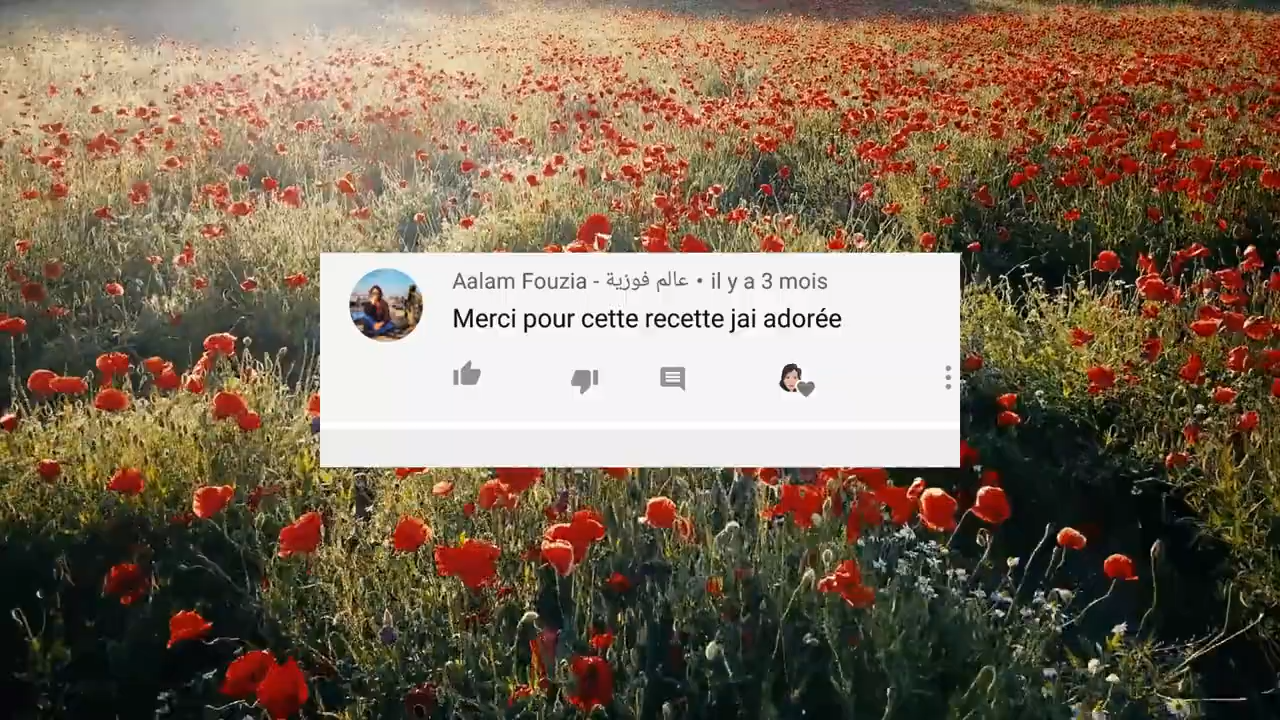 Aalam Fouzia - عالم فوزية • il y a 3 mois
Merci pour cette recette jai adorée